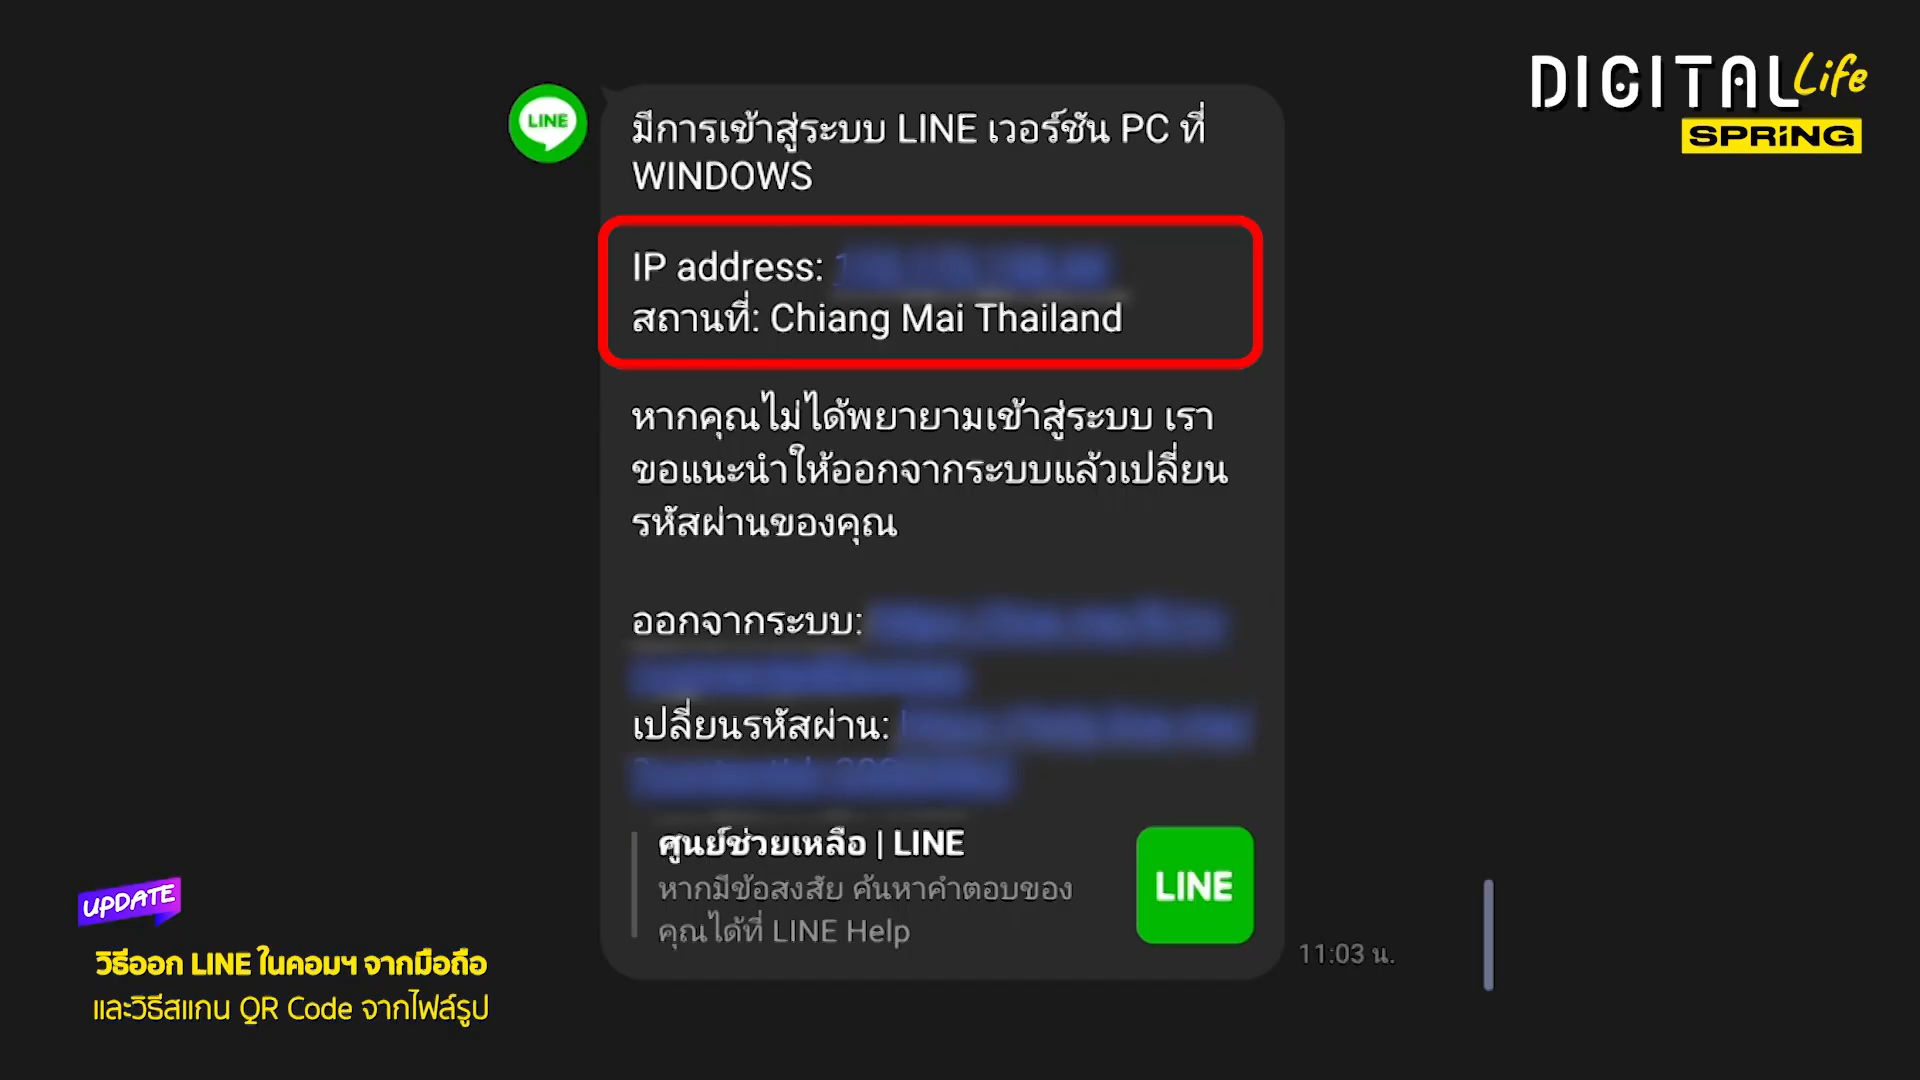 DIGITAL Life
SPRiNG
LINE
มีการเข้าสู่ระบบ LINE เวอร์ชัน PC ที่
WINDOWS
IP address:
สถานที่: Chiang Mai Thailand
หากคุณไม่ได้พยายามเข้าสู่ระบบ เรา
ขอแนะนำให้ออกจากระบบแล้วเปลี่ยน
รหัสผ่านของคุณ
ออกจากระบบ:
เปลี่ยนรหัสผ่าน:
ศูนย์ช่วยเหลือ | LINE
หากมีข้อสงสัย ค้นหาคำตอบของ
คุณได้ที่ LINE Help
LINE
11:03 น.
UPDATE
วิธีออก LINE ในคอมฯ จากมือถือ
และวิธีสแกน QR Code จากไฟล์รูป